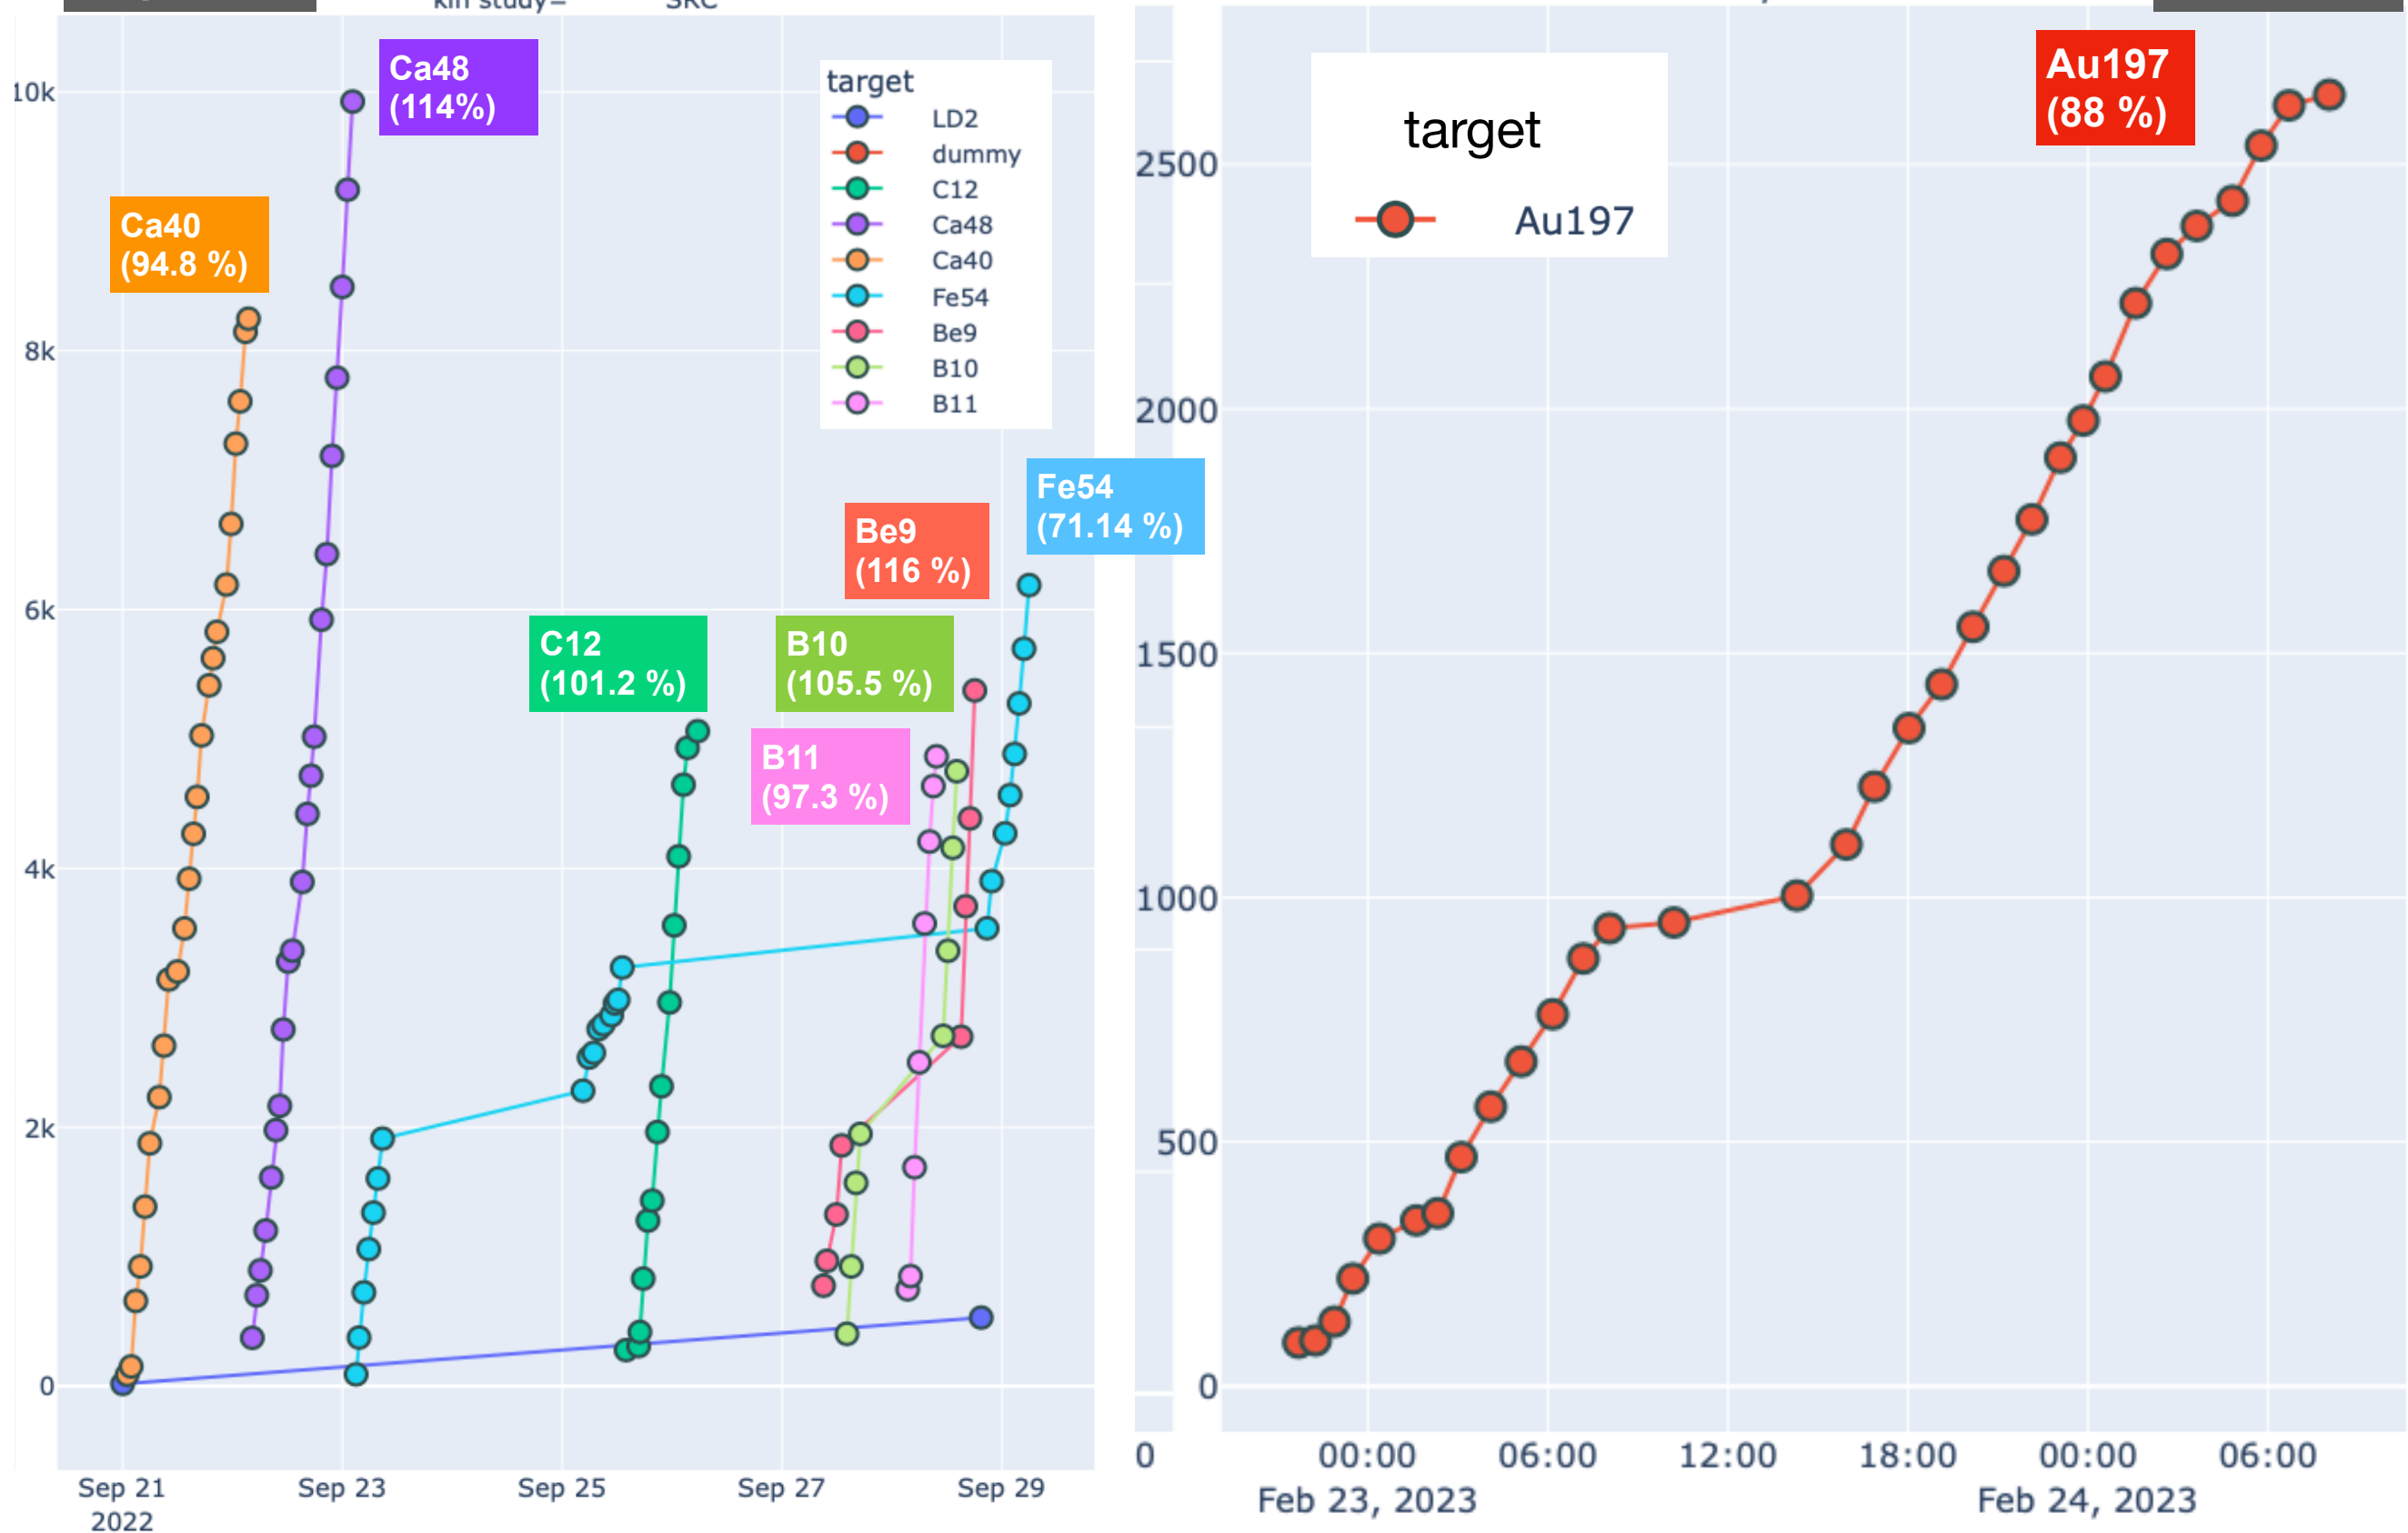 kin study=
SRC
10k
8k
6k
4k
2k
0
Sep 21
2022
Sep 23
Sep 25
Sep 27
Sep 29
Ca40
(94.8 %)
Ca48
(114%)
C12
(101.2 %)
B10
(105.5 %)
B11
(97.3 %)
Be9
(116 %)
Fe54
(71.14 %)
target
LD2
dummy
C12
Ca48
Ca40
Fe54
Be9
B10
B11
target
Au197
Au197
(88 %)
2500
2000
1500
1000
500
0
0
00:00
06:00
12:00
18:00
00:00
06:00
Feb 23, 2023
Feb 24, 2023